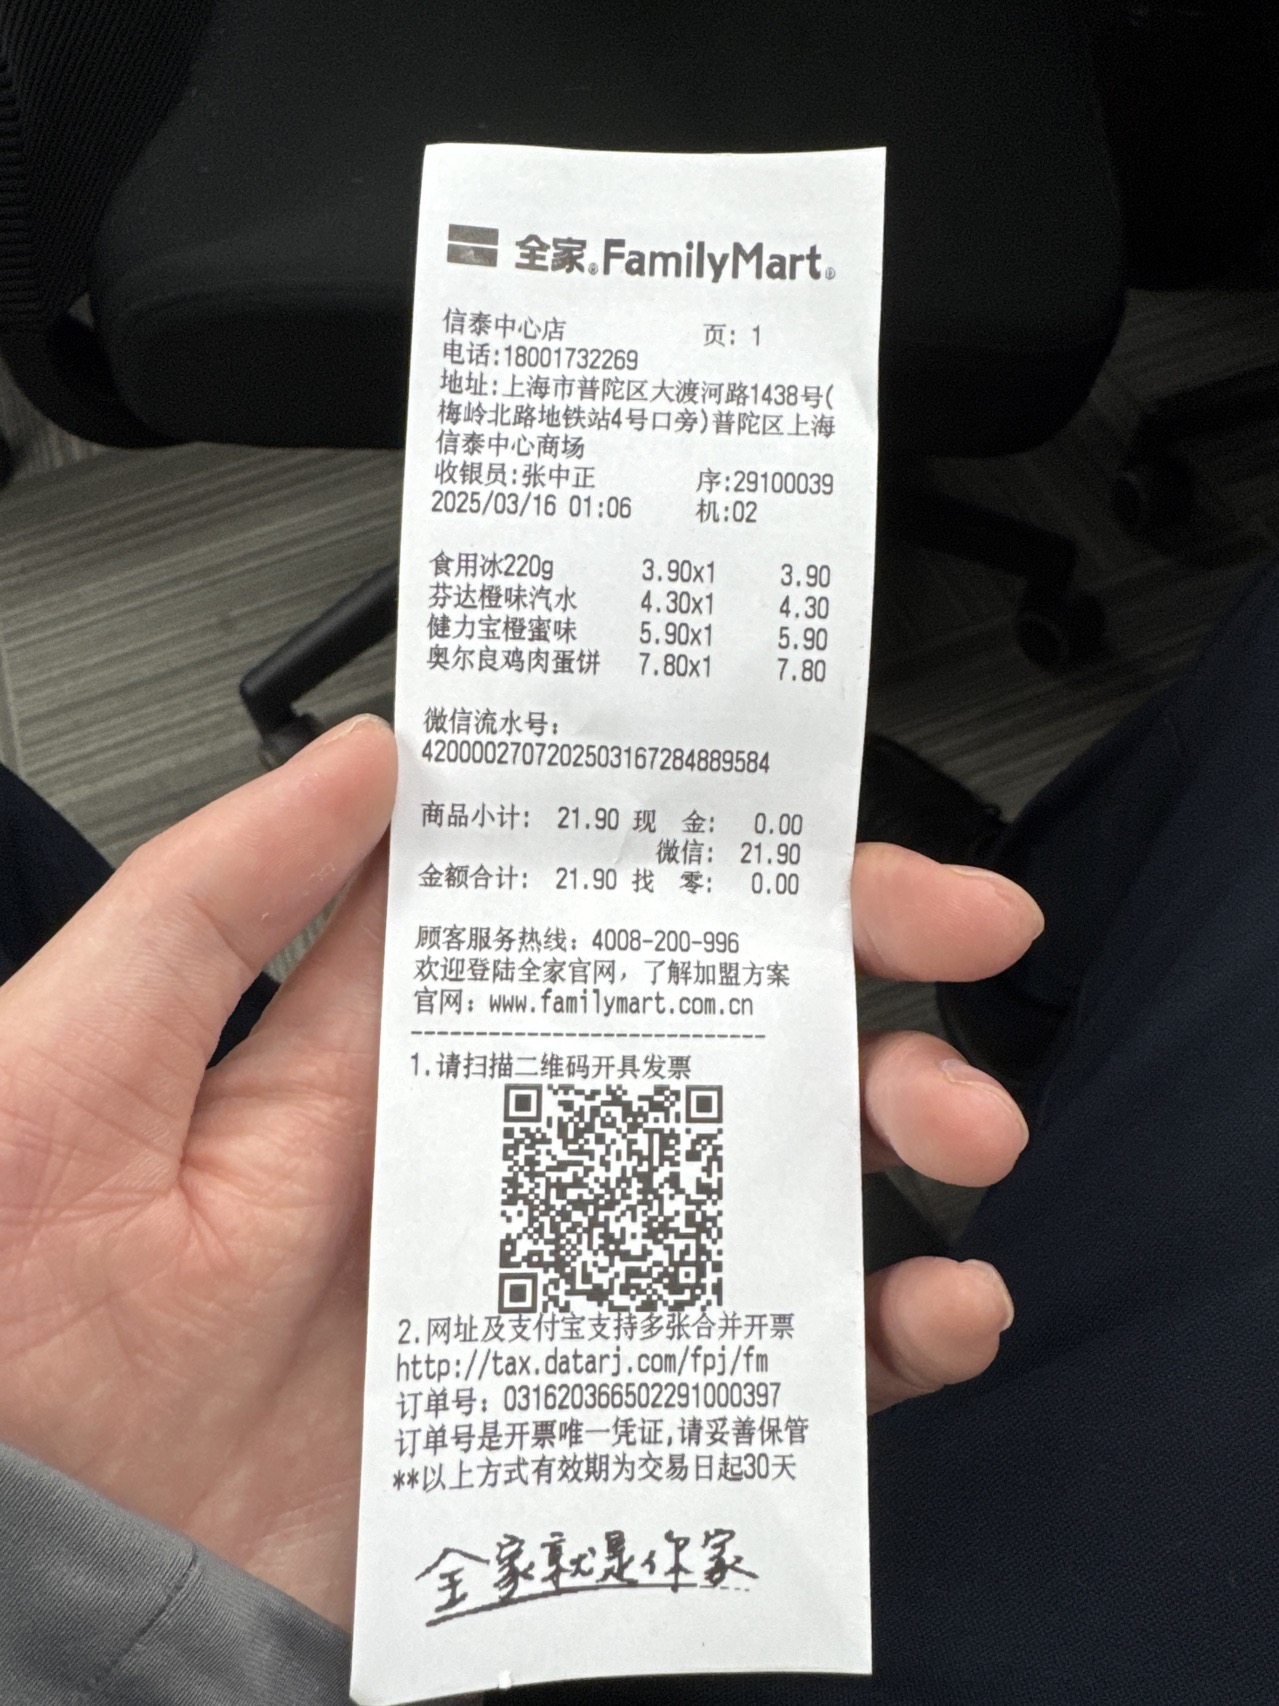 全家®FamilyMart®
信泰中心店 页: 1
电话:18001732269
地址:上海市普陀区大渡河路1438号(
梅岭北路地铁站4号口旁)普陀区上海
信泰中心商场
收银员:张中正 序:29100039
2025/03/16 01:06 机:02
食用冰220g 3.90x1 3.90
芬达橙味汽水 4.30x1 4.30
健力宝橙蜜味 5.90x1 5.90
奥尔良鸡肉蛋饼 7.80x1 7.80
微信流水号:
4200002707202503167284889584
商品小计: 21.90 现 金: 0.00
微信: 21.90
金额合计: 21.90 找 零: 0.00
顾客服务热线: 4008-200-996
欢迎登陆全家官网, 了解加盟方案
官网: www.familymart.com.cn
-----------------------------
1.请扫描二维码开具发票
2.网址及支付宝支持多张合并开票
http://tax.datarj.com/fpj/fm
订单号: 0316203665022910003​97
订单号是开票唯一凭证,请妥善保管
**以上方式有效期为交易日起30天
全家就是你家